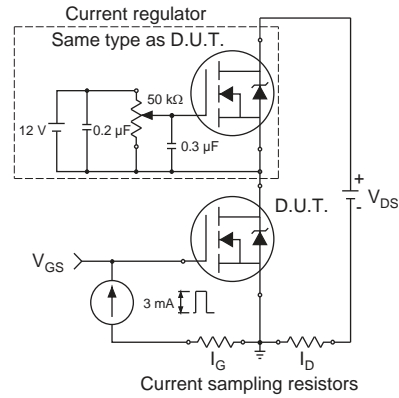 Current regulator
Same type as D.U.T.
50 kΩ
12 V
0.2 µF
0.3 µF
+
V_DS
-
D.U.T.
V_GS
3 mA
I_G
I_D
Current sampling resistors